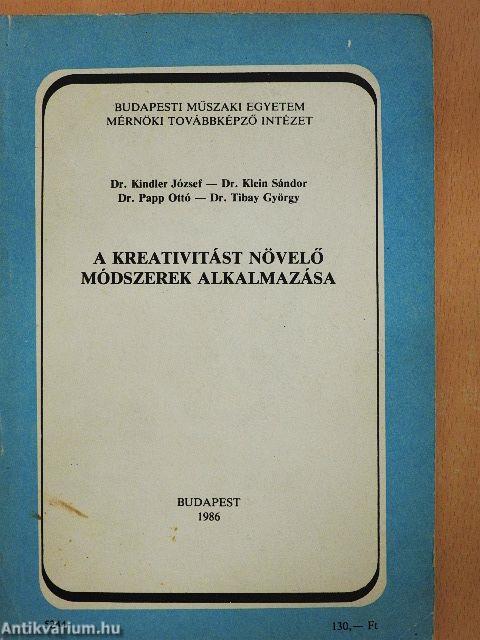 BUDAPESTI MŰSZAKI EGYETEM
MÉRNÖKI TOVÁBBKÉPZŐ INTÉZET
Dr. Kindler József — Dr. Klein Sándor
Dr. Papp Ottó — Dr. Tibay György
A KREATIVITÁST NÖVELŐ
MÓDSZEREK ALKALMAZÁSA
BUDAPEST
1986
130,— Ft
Antikvárium.hu